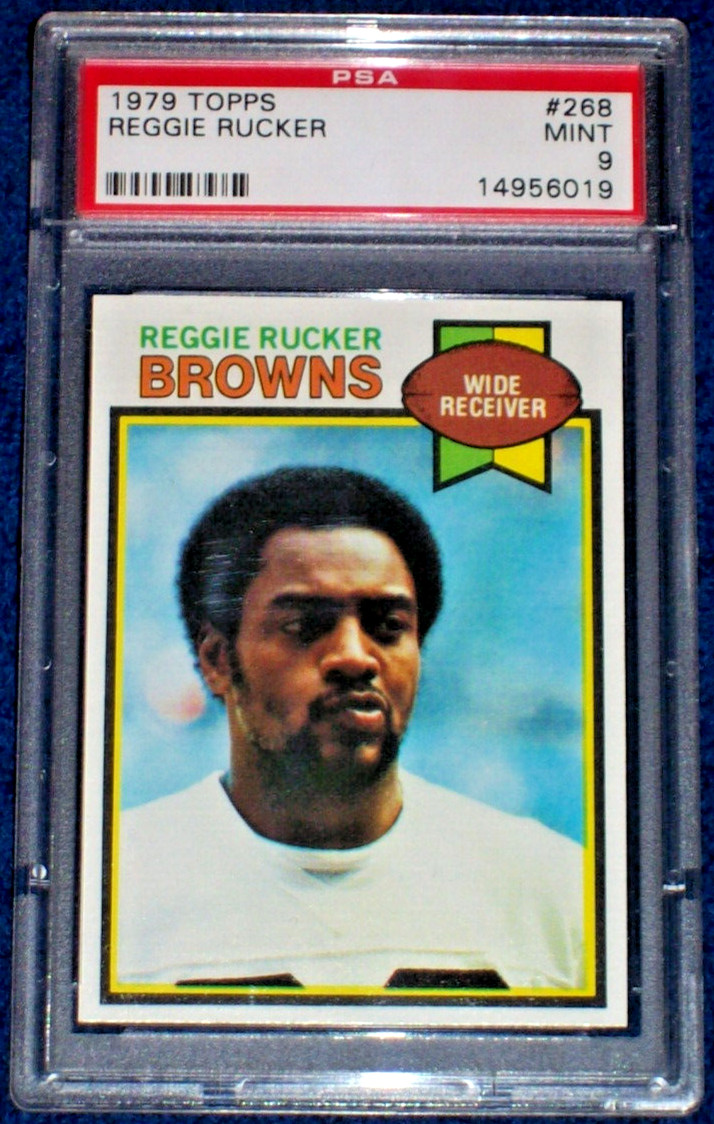 PSA
1979 TOPPS
#268
REGGIE RUCKER
MINT
9
14956019
REGGIE RUCKER
BROWNS
WIDE
RECEIVER